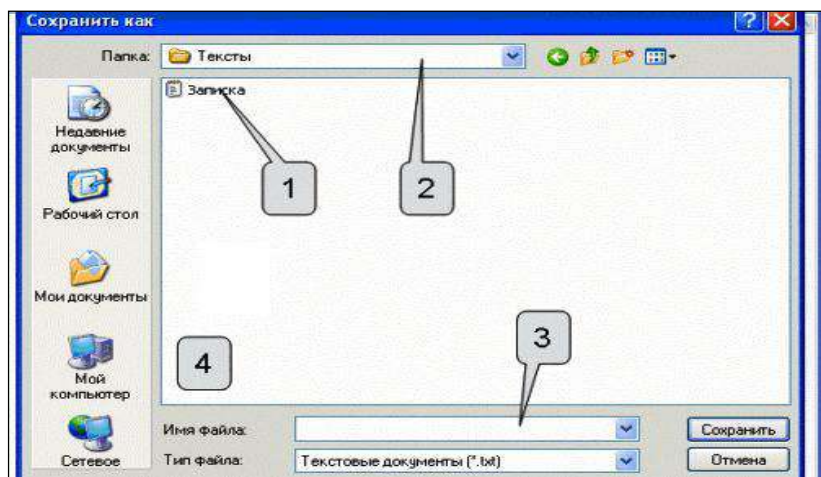 Сохранить как
Папка: Тексты
Записка
Недавние документы
1
2
Рабочий стол
Мои документы
3
4
Мой компьютер
Имя файла: Сохранить
Сетевое
Тип файла: Текстовые документы (*.txt) Отмена